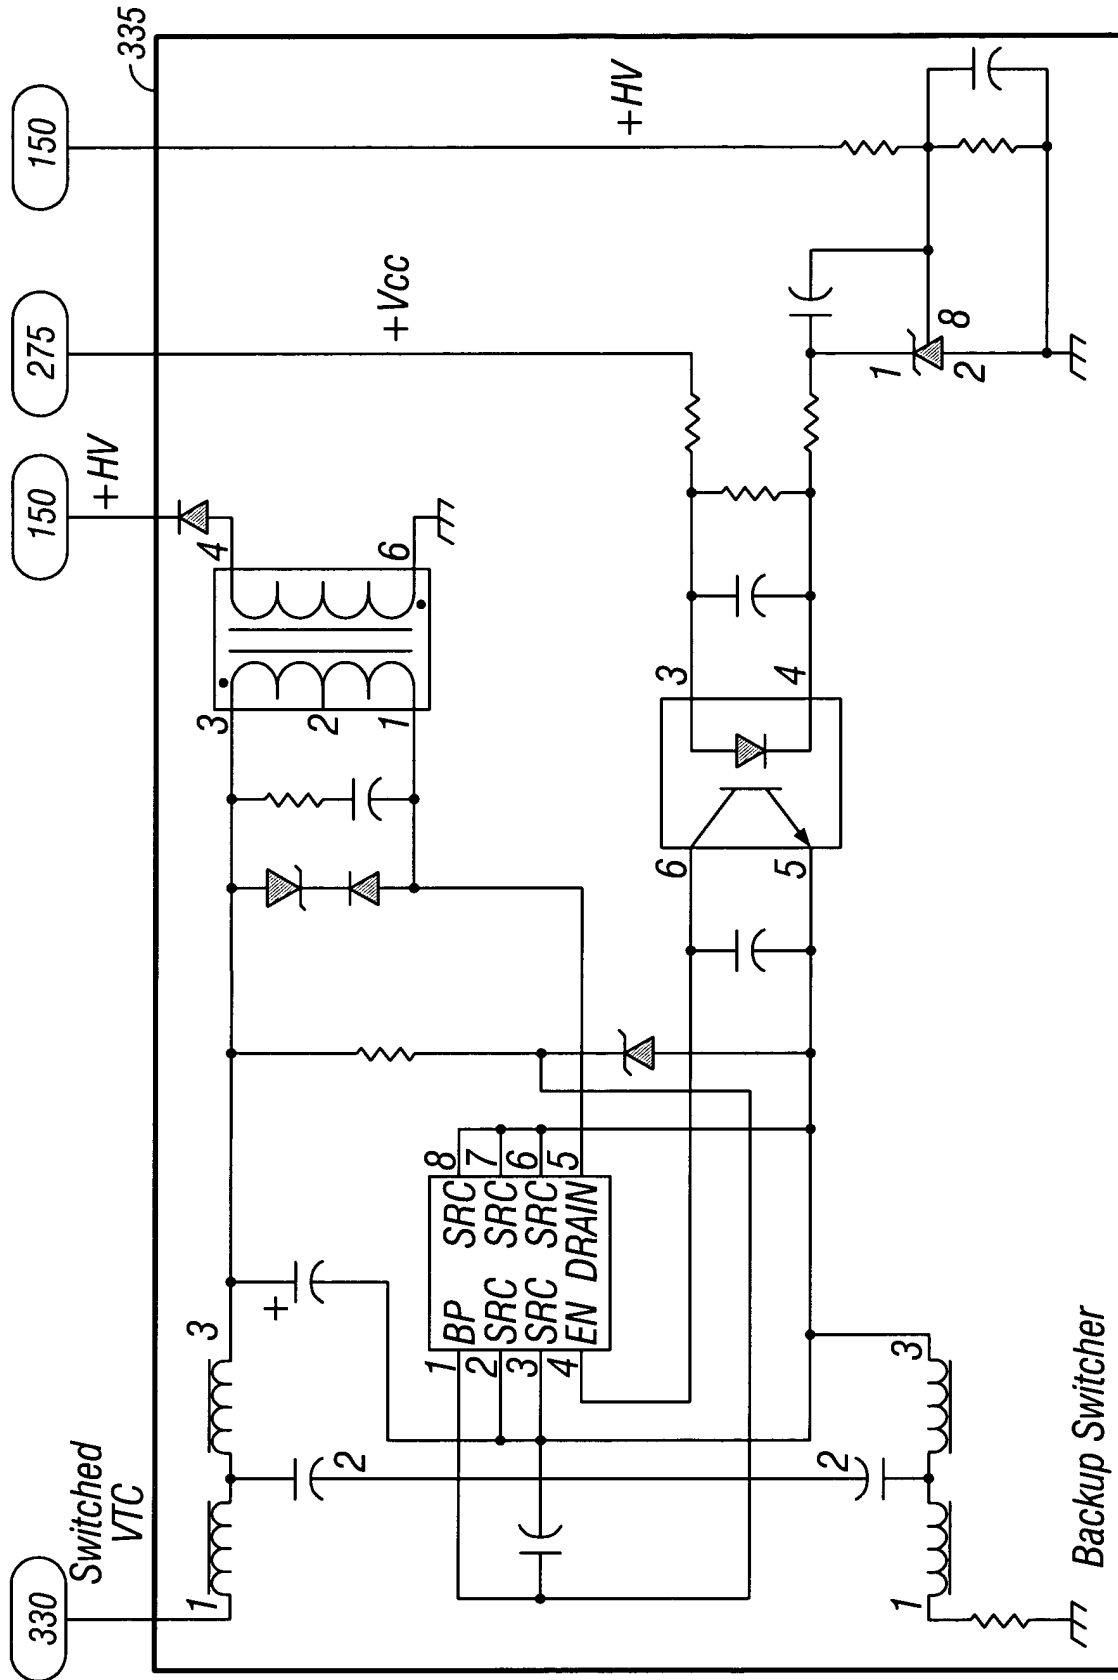 330
Switched
VTC
150
+HV
275
+Vcc
150
+HV
335
1
3
+
2
2
1
3
1 BP SRC 8
2 SRC SRC 7
3 SRC SRC 6
4 EN DRAIN 5
3
2
1
4
6
6
5
3
4
1
2
8
Backup Switcher